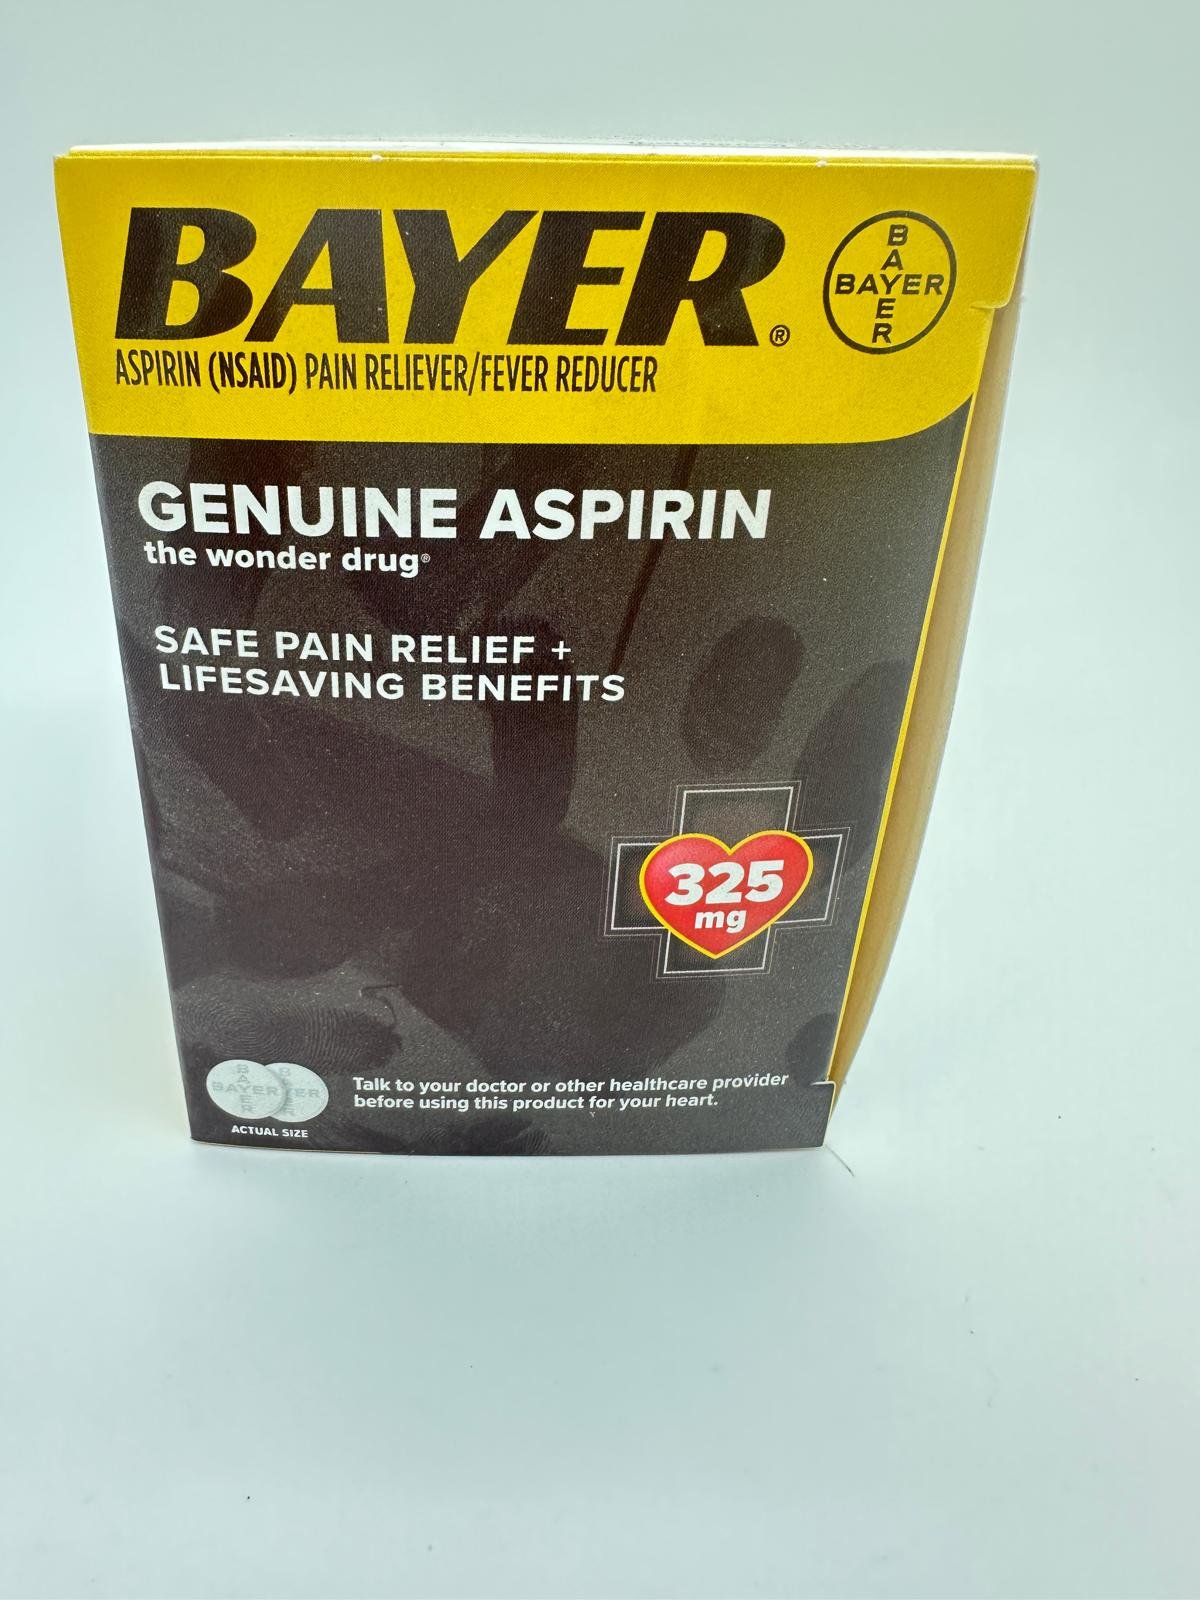 BAYER®
B
A
BAYER
E
R
ASPIRIN (NSAID) PAIN RELIEVER/FEVER REDUCER
GENUINE ASPIRIN
the wonder drug®
SAFE PAIN RELIEF +
LIFESAVING BENEFITS
325
mg
B
A
BAYER
E
R
B
ER
E
ACTUAL SIZE
Talk to your doctor or other healthcare provider
before using this product for your heart.